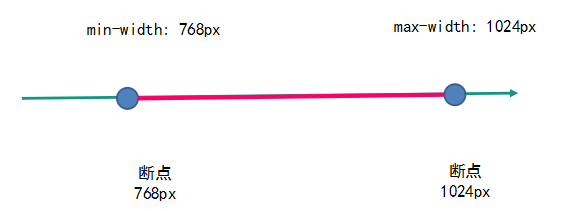 min-width: 768px
max-width: 1024px
断点
768px
断点
1024px